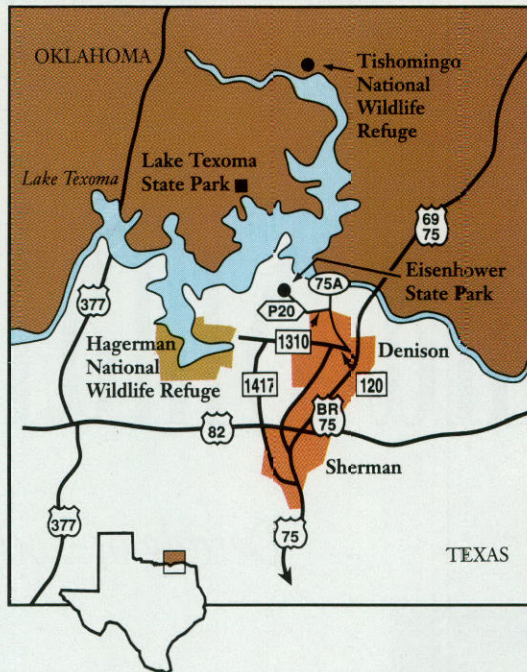 OKLAHOMA
Tishomingo
National
Wildlife
Refuge
Lake Texoma
Lake Texoma
State Park
69
75
377
75A
Eisenhower
State Park
P20
Hagerman
National
Wildlife Refuge
1310
Denison
1417
120
82
BR
75
Sherman
377
75
TEXAS